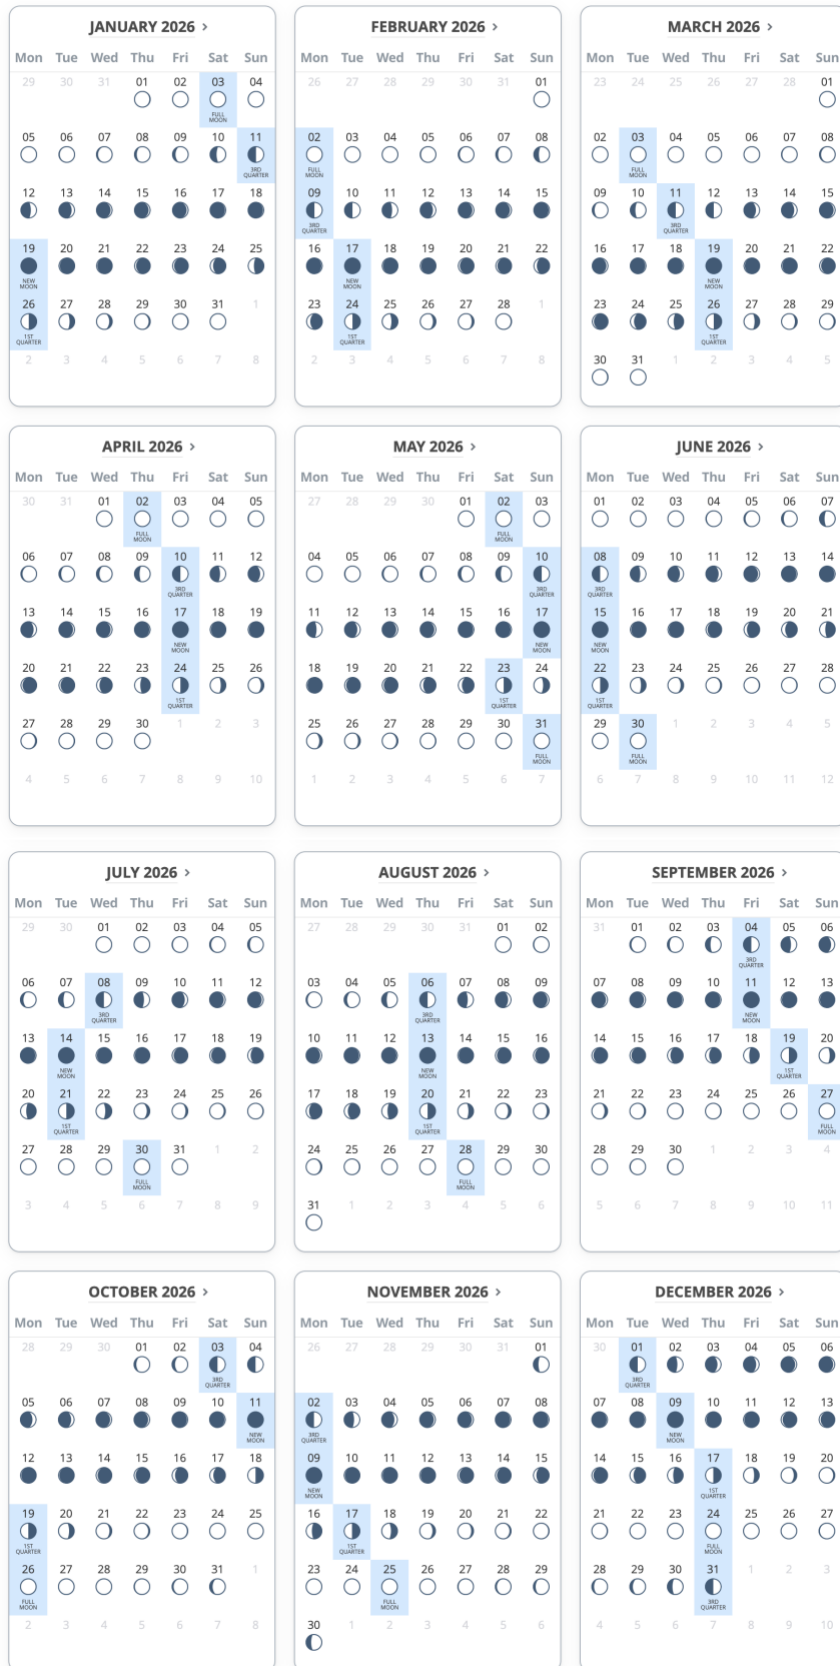 JANUARY 2026 ›
Mon Tue Wed Thu Fri Sat Sun
29 30 31 01 02 03 04
FULL
MOON
05 06 07 08 09 10 11
3RD
QUARTER
12 13 14 15 16 17 18
19 20 21 22 23 24 25
NEW
MOON
26 27 28 29 30 31 1
1ST
QUARTER
2 3 4 5 6 7 8
FEBRUARY 2026 ›
Mon Tue Wed Thu Fri Sat Sun
26 27 28 29 30 31 01
02 03 04 05 06 07 08
FULL
MOON
09 10 11 12 13 14 15
3RD
QUARTER
16 17 18 19 20 21 22
NEW
MOON
23 24 25 26 27 28 1
1ST
QUARTER
2 3 4 5 6 7 8
MARCH 2026 ›
Mon Tue Wed Thu Fri Sat Sun
23 24 25 26 27 28 01
02 03 04 05 06 07 08
FULL
MOON
09 10 11 12 13 14 15
3RD
QUARTER
16 17 18 19 20 21 22
NEW
MOON
23 24 25 26 27 28 29
1ST
QUARTER
30 31 1 2 3 4 5
APRIL 2026 ›
Mon Tue Wed Thu Fri Sat Sun
30 31 01 02 03 04 05
FULL
MOON
06 07 08 09 10 11 12
3RD
QUARTER
13 14 15 16 17 18 19
NEW
MOON
20 21 22 23 24 25 26
1ST
QUARTER
27 28 29 30 1 2 3
4 5 6 7 8 9 10
MAY 2026 ›
Mon Tue Wed Thu Fri Sat Sun
27 28 29 30 01 02 03
FULL
MOON
04 05 06 07 08 09 10
3RD
QUARTER
11 12 13 14 15 16 17
NEW
MOON
18 19 20 21 22 23 24
1ST
QUARTER
25 26 27 28 29 30 31
FULL
MOON
1 2 3 4 5 6 7
JUNE 2026 ›
Mon Tue Wed Thu Fri Sat Sun
01 02 03 04 05 06 07
08 09 10 11 12 13 14
3RD
QUARTER
15 16 17 18 19 20 21
NEW
MOON
22 23 24 25 26 27 28
1ST
QUARTER
29 30 1 2 3 4 5
FULL
MOON
6 7 8 9 10 11 12
JULY 2026 ›
Mon Tue Wed Thu Fri Sat Sun
29 30 01 02 03 04 05
06 07 08 09 10 11 12
3RD
QUARTER
13 14 15 16 17 18 19
NEW
MOON
20 21 22 23 24 25 26
1ST
QUARTER
27 28 29 30 31 1 2
FULL
MOON
3 4 5 6 7 8 9
AUGUST 2026 ›
Mon Tue Wed Thu Fri Sat Sun
27 28 29 30 31 01 02
03 04 05 06 07 08 09
3RD
QUARTER
10 11 12 13 14 15 16
NEW
MOON
17 18 19 20 21 22 23
1ST
QUARTER
24 25 26 27 28 29 30
FULL
MOON
31 1 2 3 4 5 6
SEPTEMBER 2026 ›
Mon Tue Wed Thu Fri Sat Sun
31 01 02 03 04 05 06
3RD
QUARTER
07 08 09 10 11 12 13
NEW
MOON
14 15 16 17 18 19 20
1ST
QUARTER
21 22 23 24 25 26 27
FULL
MOON
28 29 30 1 2 3 4
5 6 7 8 9 10 11
OCTOBER 2026 ›
Mon Tue Wed Thu Fri Sat Sun
28 29 30 01 02 03 04
3RD
QUARTER
05 06 07 08 09 10 11
NEW
MOON
12 13 14 15 16 17 18
19 20 21 22 23 24 25
1ST
QUARTER
26 27 28 29 30 31 1
FULL
MOON
2 3 4 5 6 7 8
NOVEMBER 2026 ›
Mon Tue Wed Thu Fri Sat Sun
26 27 28 29 30 31 01
02 03 04 05 06 07 08
3RD
QUARTER
09 10 11 12 13 14 15
NEW
MOON
16 17 18 19 20 21 22
1ST
QUARTER
23 24 25 26 27 28 29
FULL
MOON
30 1 2 3 4 5 6
DECEMBER 2026 ›
Mon Tue Wed Thu Fri Sat Sun
30 01 02 03 04 05 06
3RD
QUARTER
07 08 09 10 11 12 13
NEW
MOON
14 15 16 17 18 19 20
1ST
QUARTER
21 22 23 24 25 26 27
FULL
MOON
28 29 30 31 1 2 3
3RD
QUARTER
4 5 6 7 8 9 10